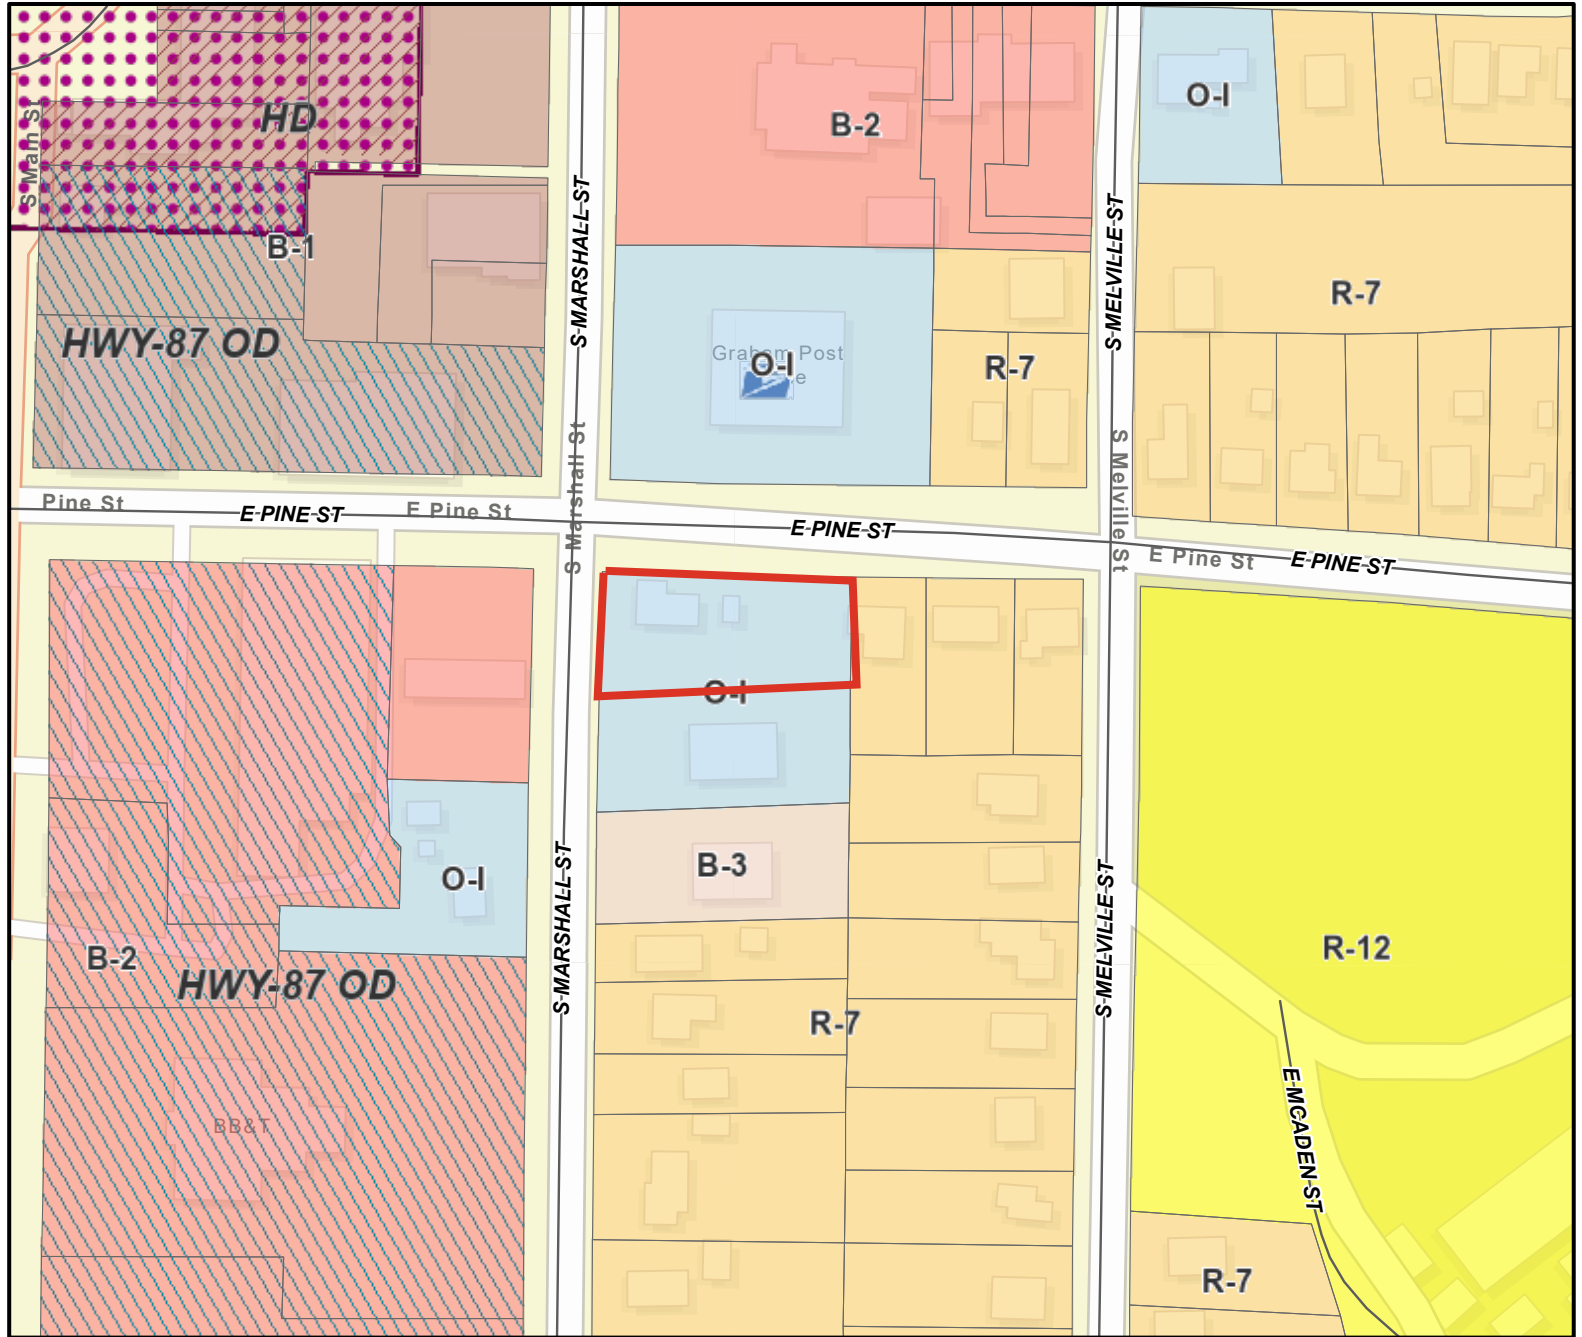 S Main St
HD
B-1
HWY-87 OD
S MARSHALL ST
B-2
S MELVILLE ST
O-I
R-7
Graham Post
e
O-I
R-7
S Marshall St
S Melville St
Pine St
E PINE ST
E Pine St
E PINE ST
E Pine St
E PINE ST
O-I
B-3
O-I
B-2
HWY-87 OD
S MARSHALL ST
S MELVILLE ST
R-12
R-7
BB&T
E MCADEN ST
R-7